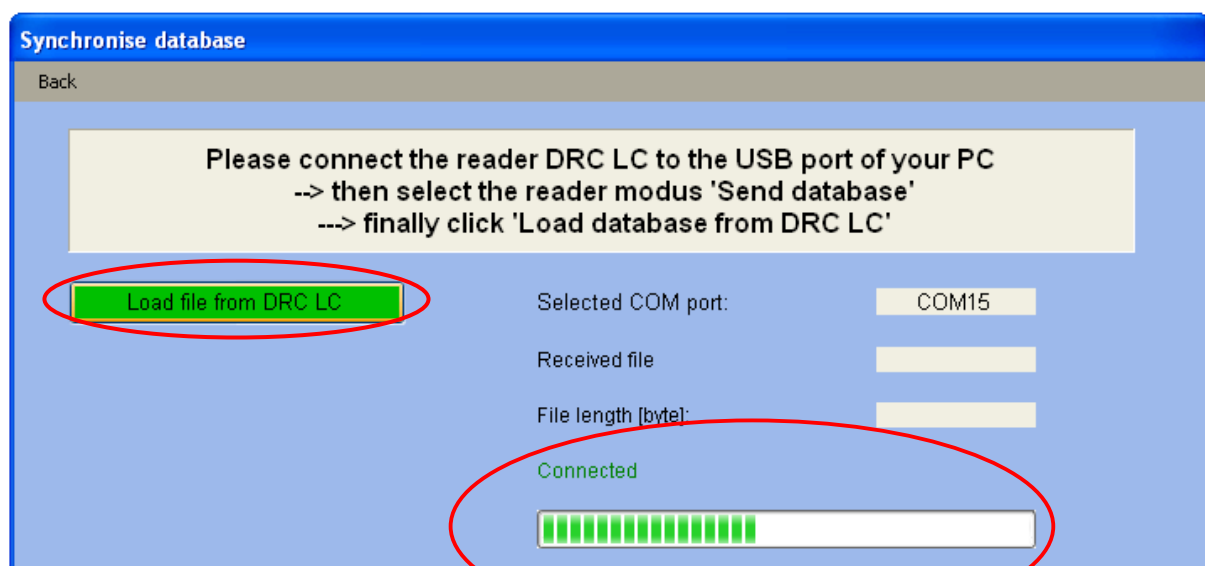 Synchronise database
Back
Please connect the reader DRC LC to the USB port of your PC
--> then select the reader modus 'Send database'
---> finally click 'Load database from DRC LC'
Load file from DRC LC
Selected COM port: COM15
Received file
File length [byte]:
Connected